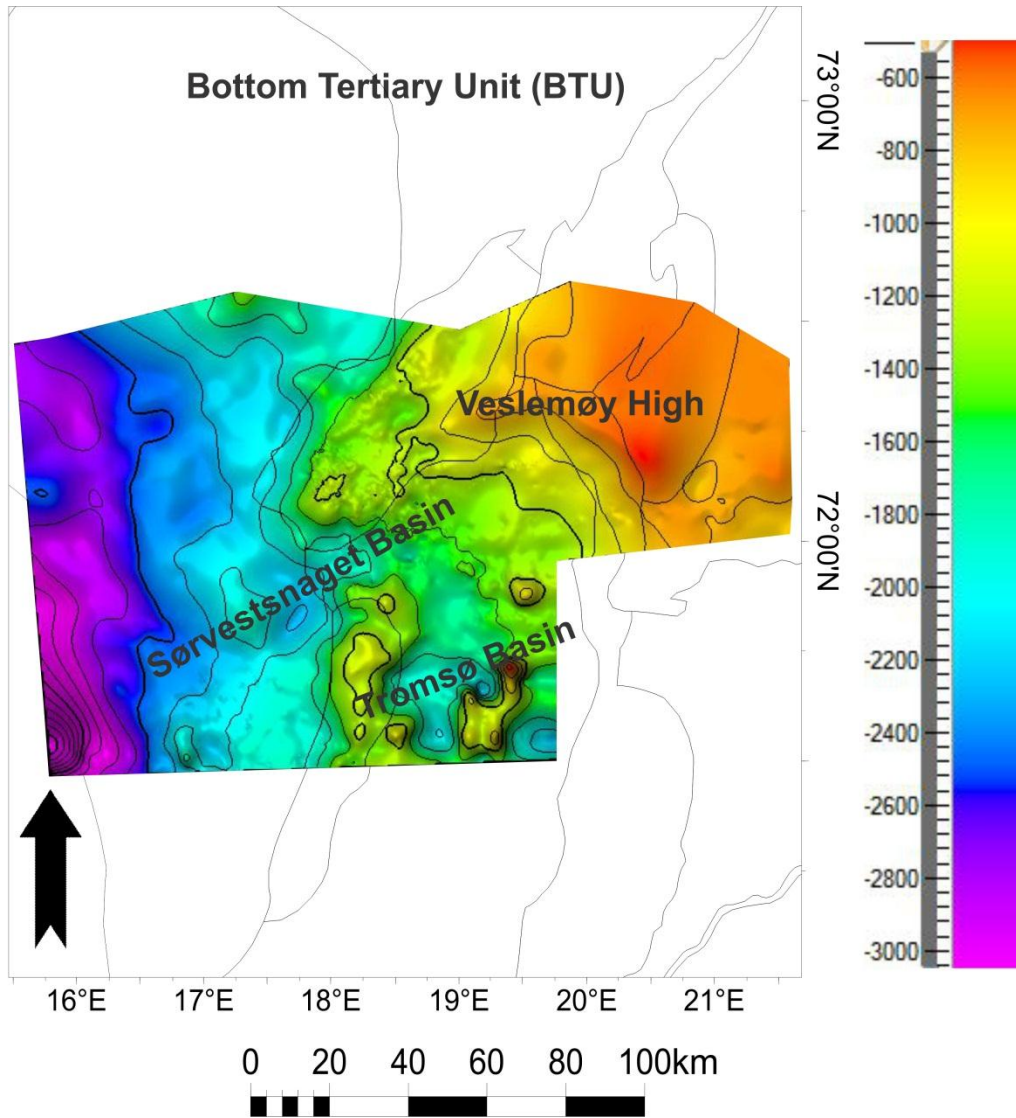 Bottom Tertiary Unit (BTU)
73°00'N
Veslemøy High
72°00'N
Sørvestsnaget Basin
Tromsø Basin
16°E 17°E 18°E 19°E 20°E 21°E
0 20 40 60 80 100km
-600
-800
-1000
-1200
-1400
-1600
-1800
-2000
-2200
-2400
-2600
-2800
-3000